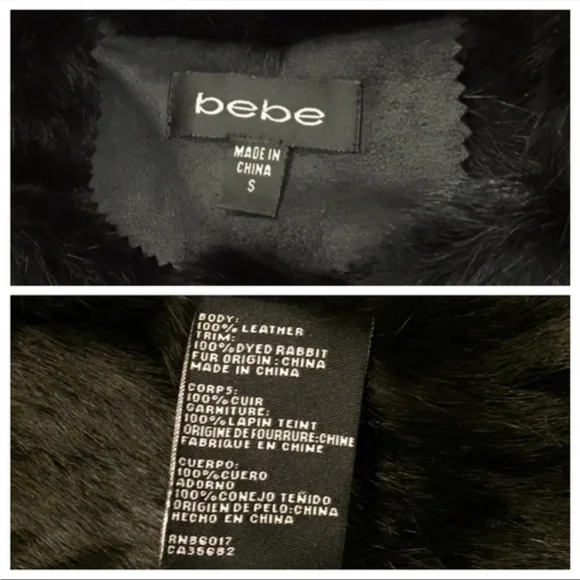 bebe
MADE IN
CHINA
S
BODY:
100% LEATHER
TRIM:
100% DYED RABBIT
FUR ORIGIN : CHINA
MADE IN CHINA
CORPS:
100% CUIR
GARNITURE:
100% LAPIN TEINT
ORIGINE DE FOURRURE:CHINE
FABRIQUE EN CHINE
CUERPO:
100% CUERO
ADORNO
100% CONEJO TEÑIDO
ORIGIEN DE PELO:CHINA
HECHO EN CHINA
RN86017
CA35682